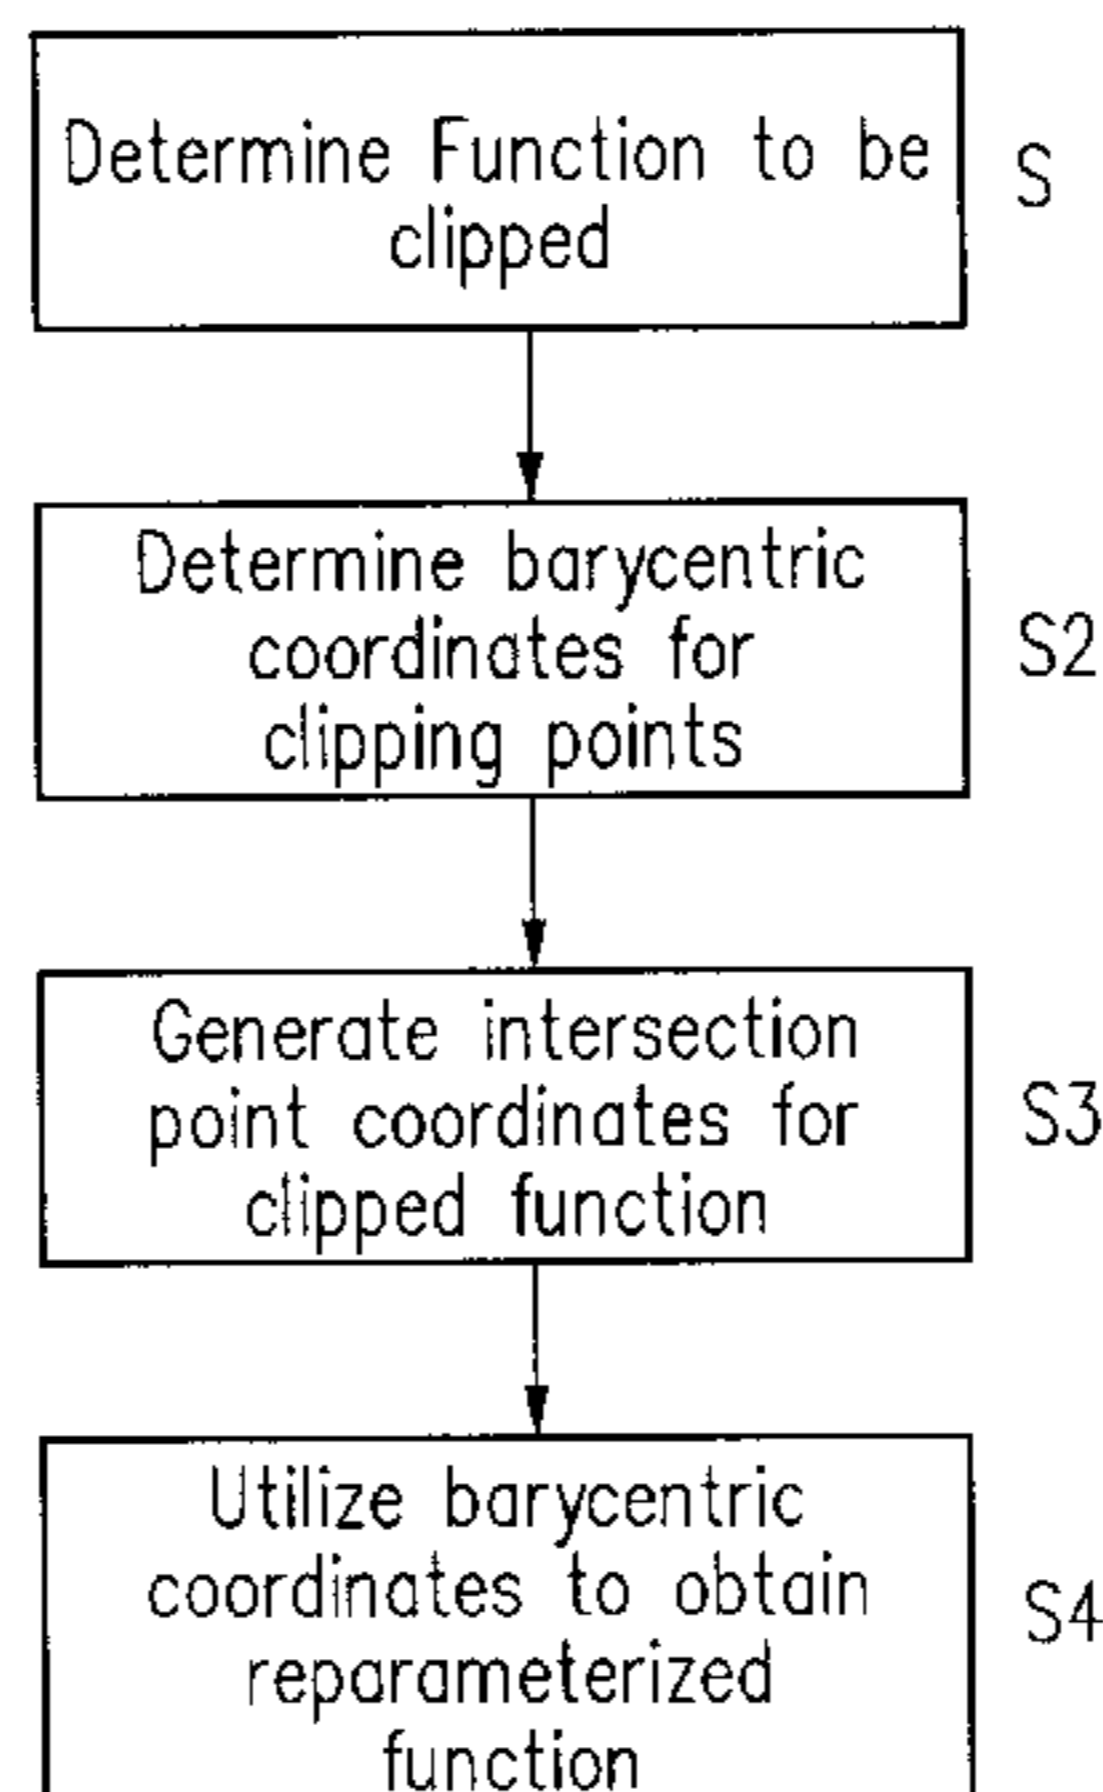 Determine Function to be
clipped
S
Determine barycentric
coordinates for
clipping points
S2
Generate intersection
point coordinates for
clipped function
S3
Utilize barycentric
coordinates to obtain
reparameterized
function
S4